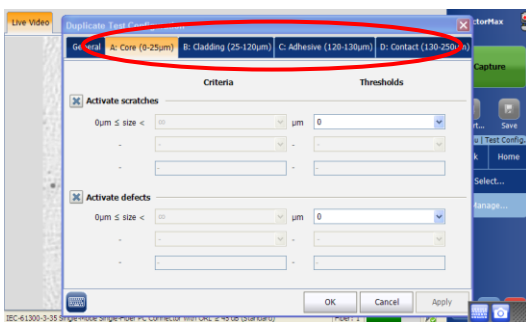 Live Video
Duplicate Test Configuration
ctorMax
General
A: Core (0-25µm)
B: Cladding (25-120µm)
C: Adhesive (120-130µm)
D: Contact (130-250µm)
Capture
Criteria
Thresholds
Activate scratches
0µm ≤ size <
∞
µm
0
Save
u | Test Config.
k
Home
Select...
Manage...
Activate defects
0µm ≤ size <
∞
µm
0
OK
Cancel
Apply
IEC-61300-3-35 Single-Mode Single-Fiber PC Connector with ORL ≥ 45 dB (Standard)
Fiber: 1